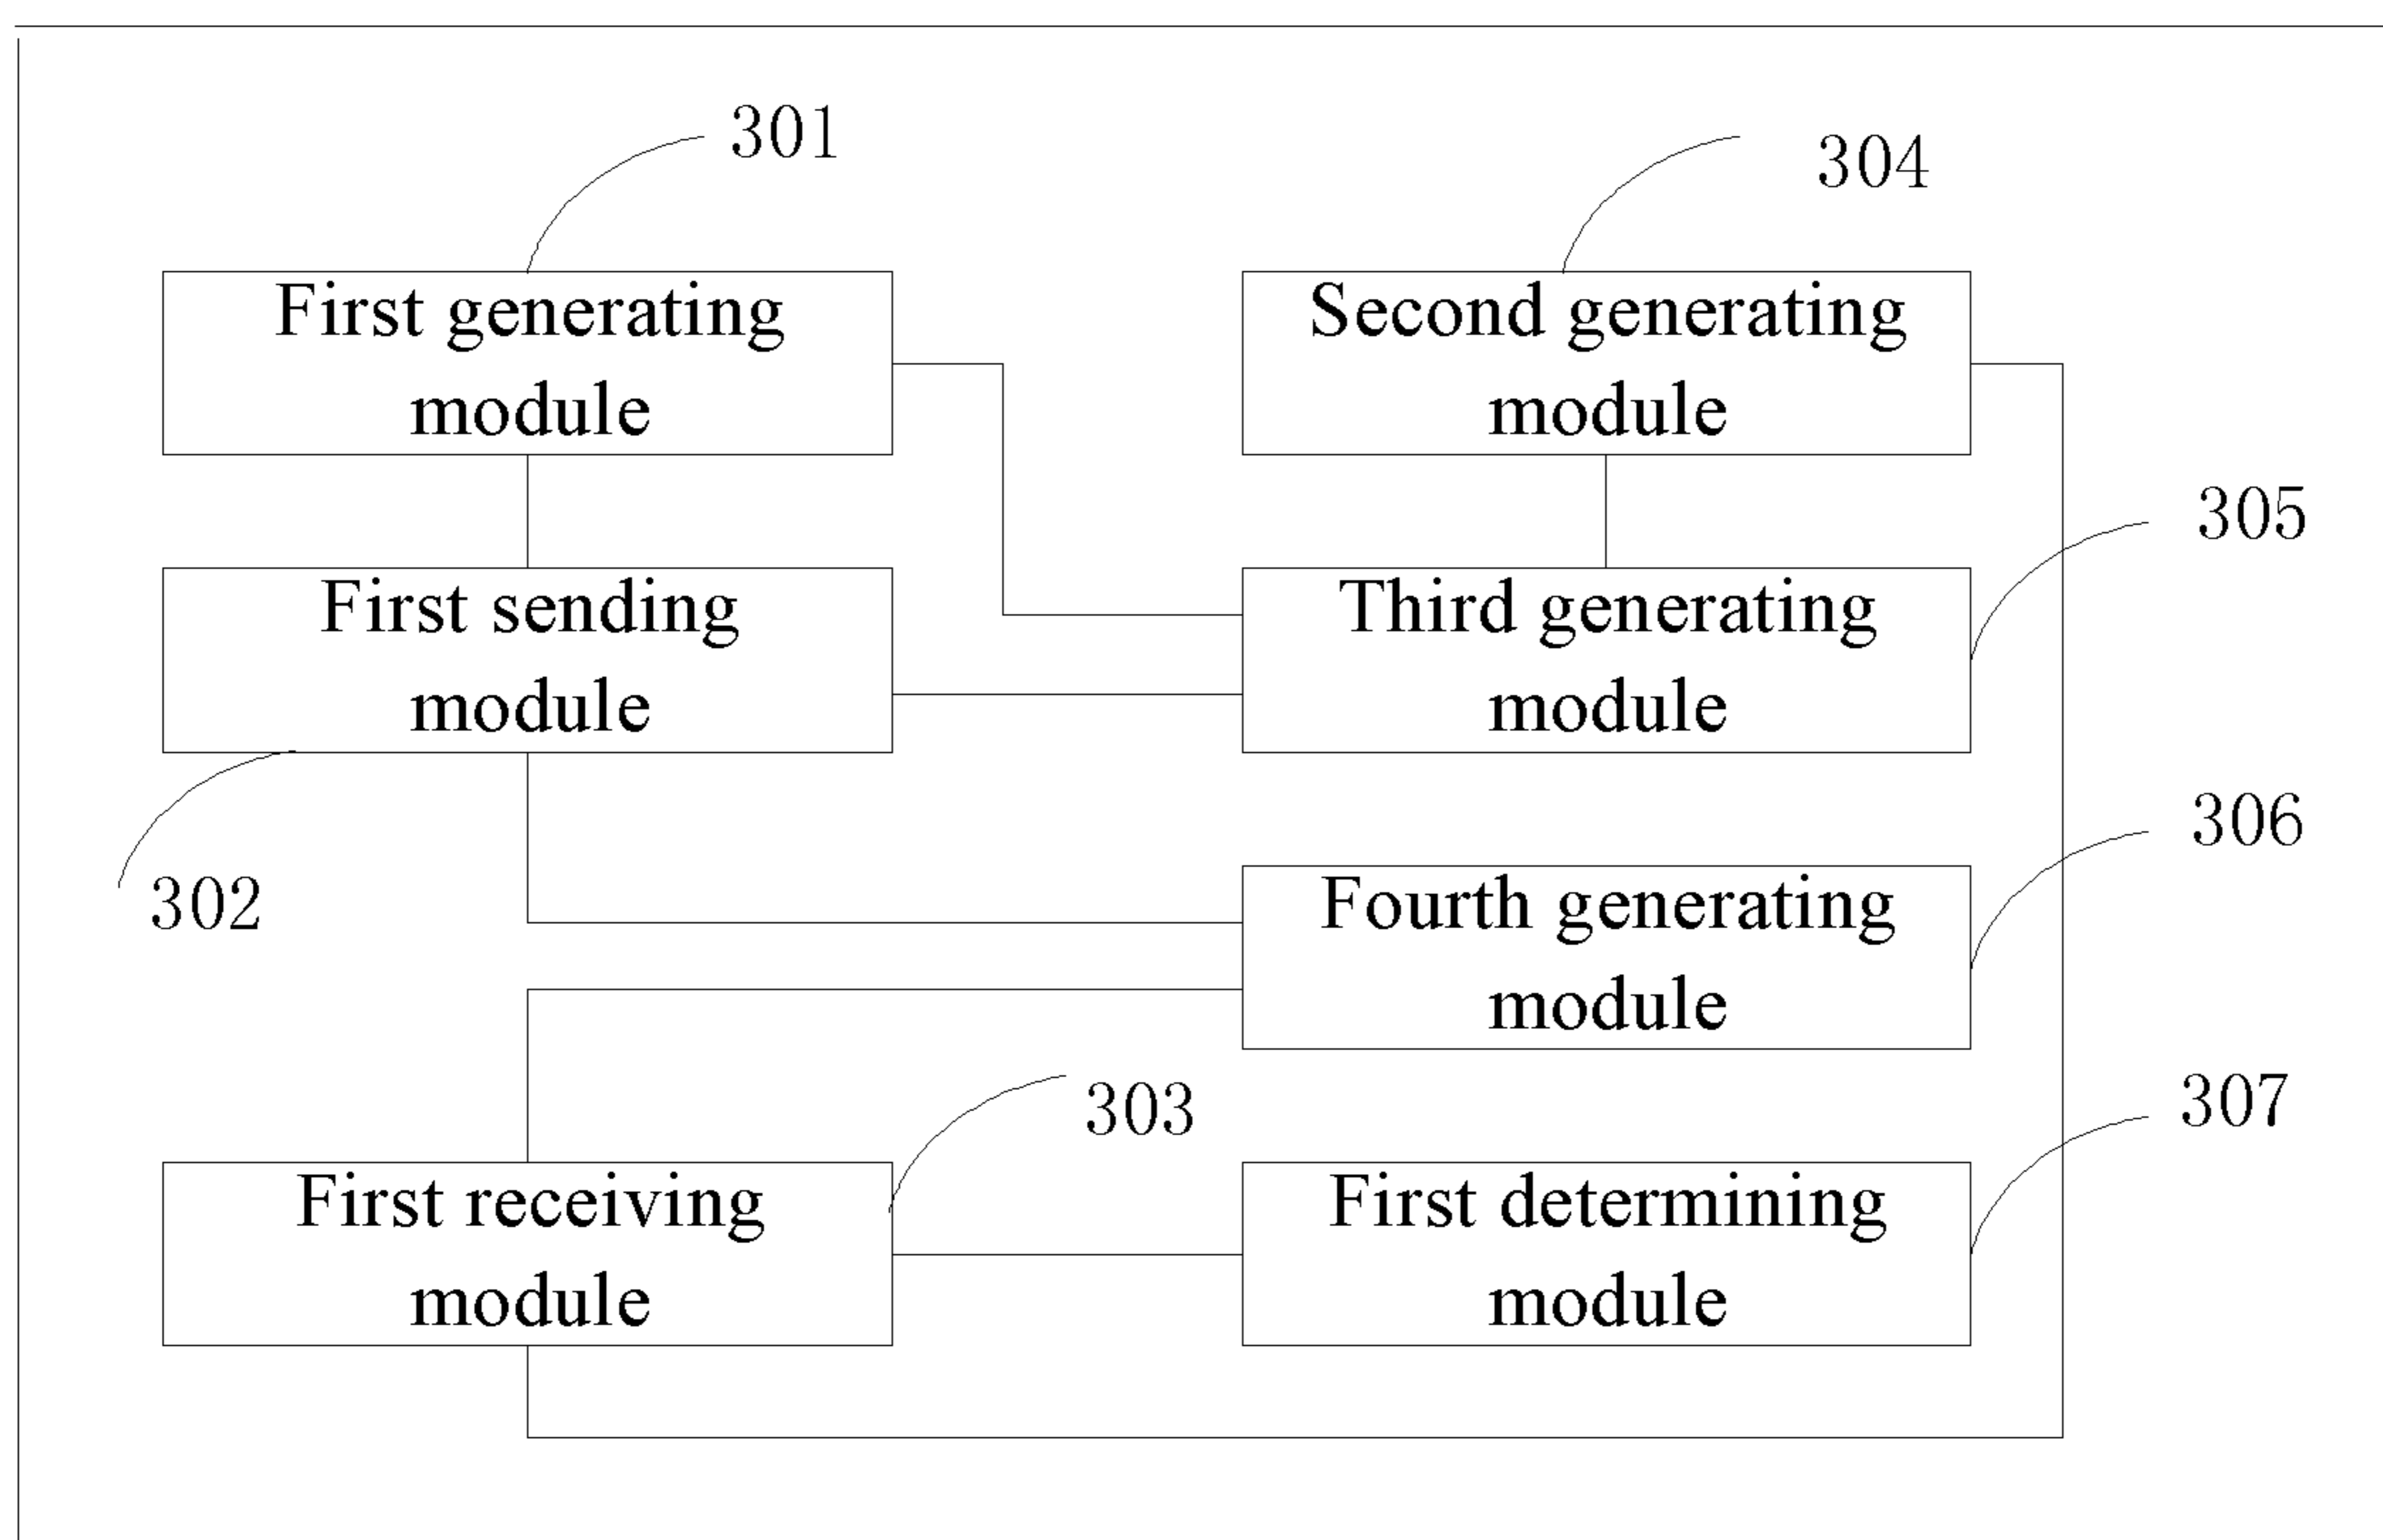 301
304
First generating
module
Second generating
module
305
First sending
module
Third generating
module
302
306
Fourth generating
module
303
307
First receiving
module
First determining
module